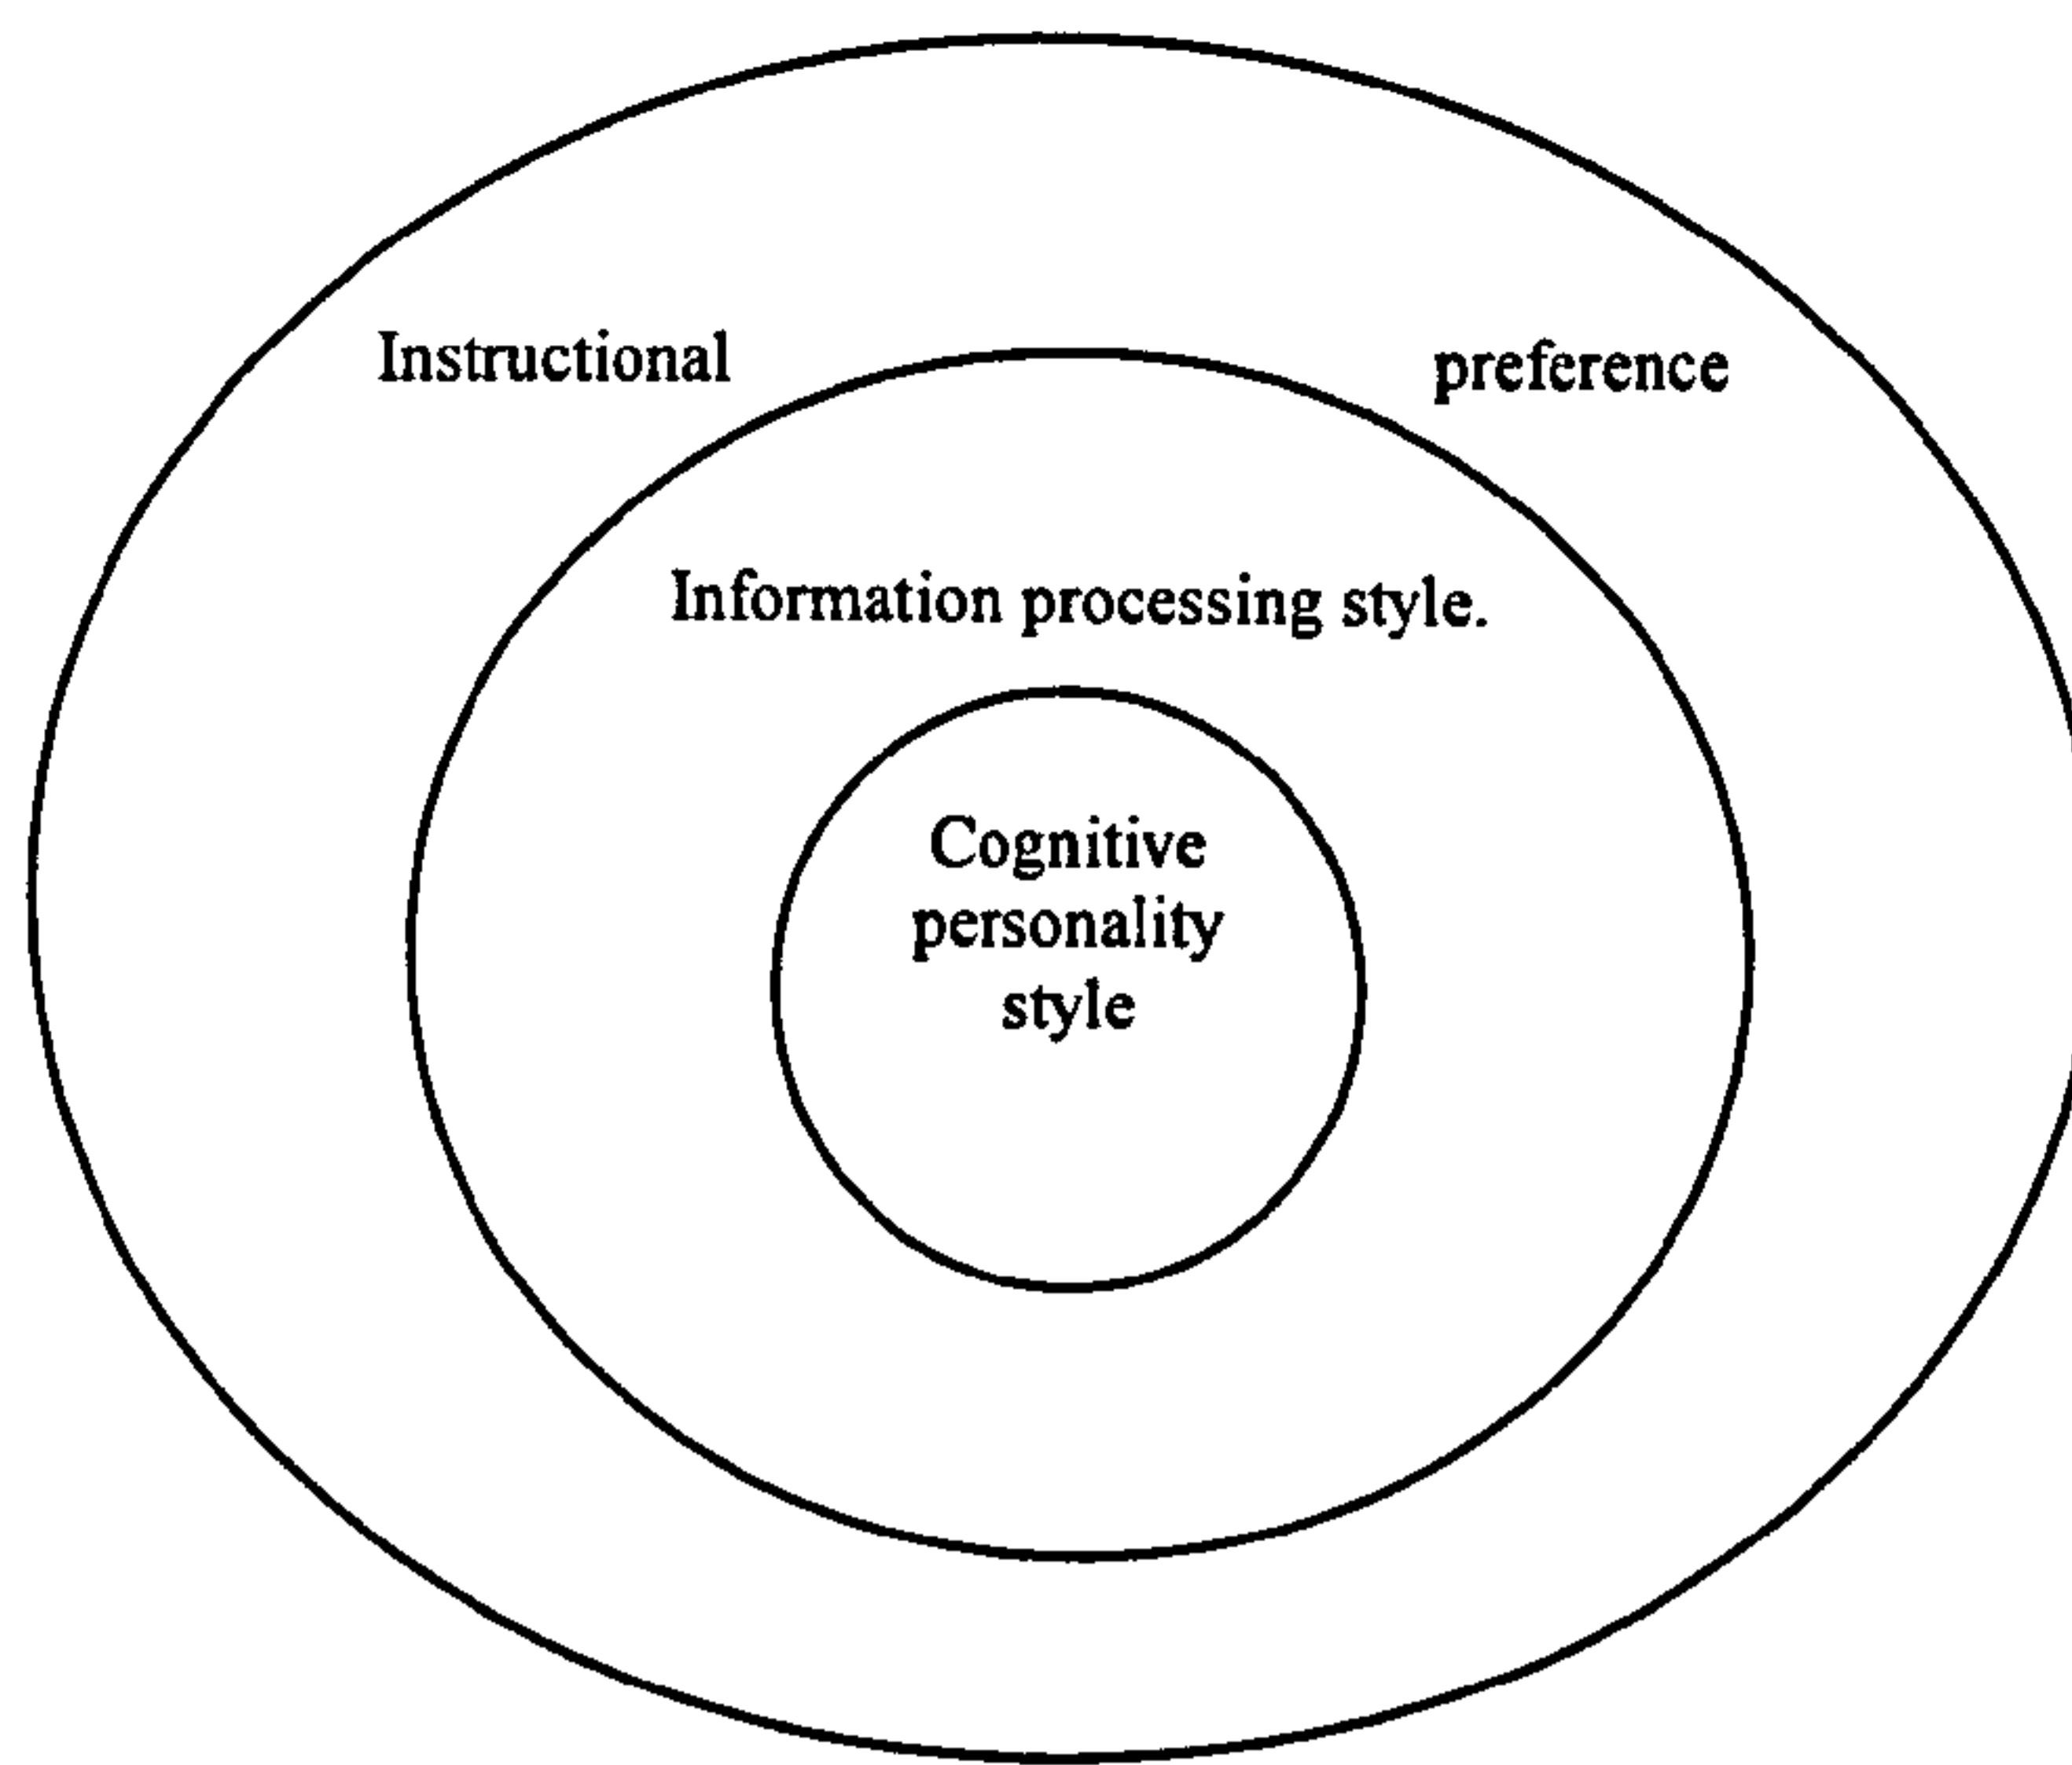 Instructional preference
Information processing style.
Cognitive
personality
style